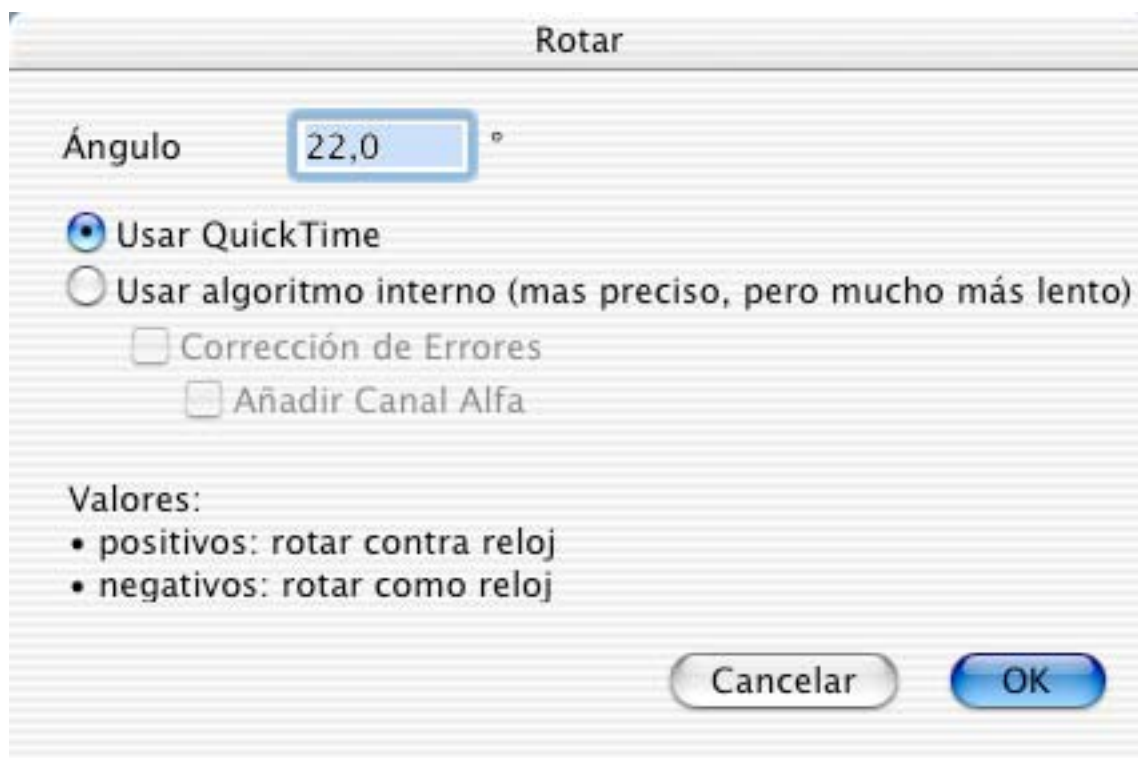 Rotar
Ángulo 22,0 °
Usar QuickTime
Usar algoritmo interno (mas preciso, pero mucho más lento)
Corrección de Errores
Añadir Canal Alfa
Valores:
• positivos: rotar contra reloj
• negativos: rotar como reloj
Cancelar OK